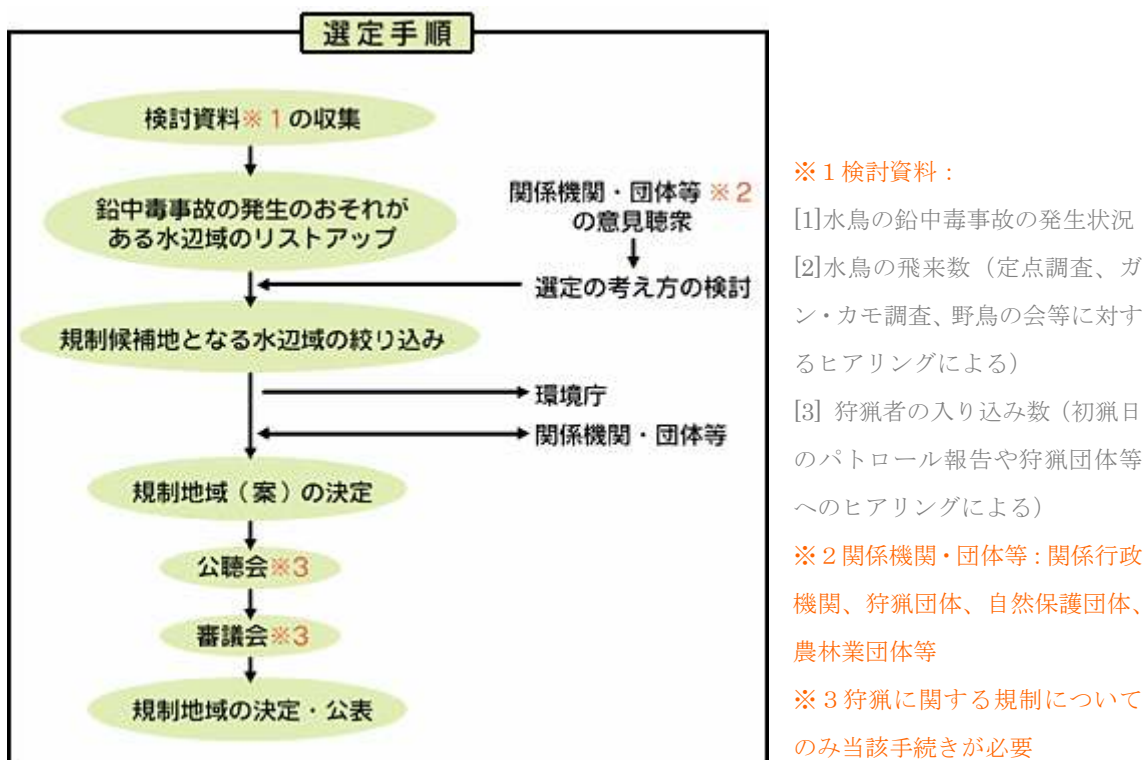 選定手順
検討資料※1の収集
鉛中毒事故の発生のおそれが
ある水辺域のリストアップ
関係機関・団体等※2
の意見聴衆
選定の考え方の検討
規制候補地となる水辺域の絞り込み
環境庁
関係機関・団体等
規制地域（案）の決定
公聴会※3
審議会※3
規制地域の決定・公表
※１検討資料：
[1]水鳥の鉛中毒事故の発生状況
[2]水鳥の飛来数（定点調査、ガ
ン・カモ調査、野鳥の会等に対す
るヒアリングによる）
[3] 狩猟者の入り込み数（初猟日
のパトロール報告や狩猟団体等
へのヒアリングによる）
※２関係機関・団体等：関係行政
機関、狩猟団体、自然保護団体、
農林業団体等
※３狩猟に関する規制について
のみ当該手続きが必要